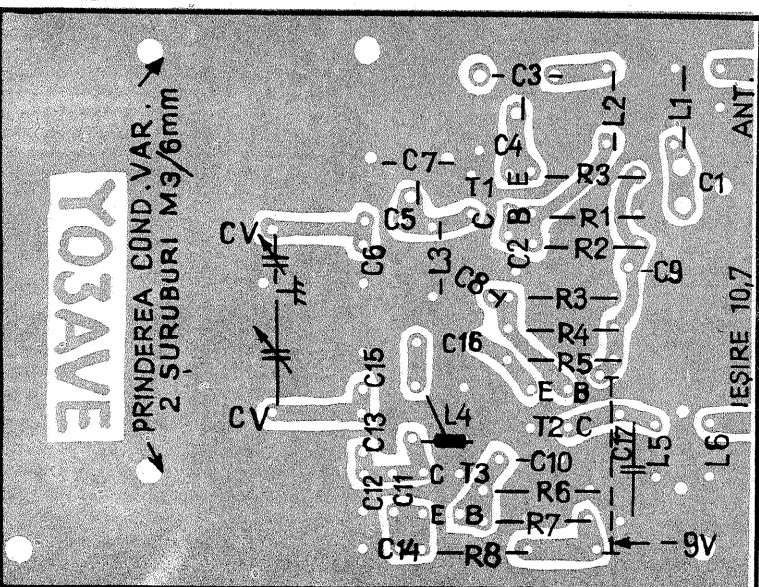 YO3AVE
PRINDEREA COND. VAR.
2 SURUBURI M3/6mm
C3
L2
L1
ANT.
C4
C7
T1
E
R3
C1
C5
C
B
R1
CV
C6
L3
C2
R2
C9
C8
Y
R3
R4
C16
R5
IEȘIRE 10,7
C15
E
B
CV
C13
L4
T2
C
C17
L5
L6
C12
C11
C
T3
C10
R6
E
B
R7
C14
R8
-9V